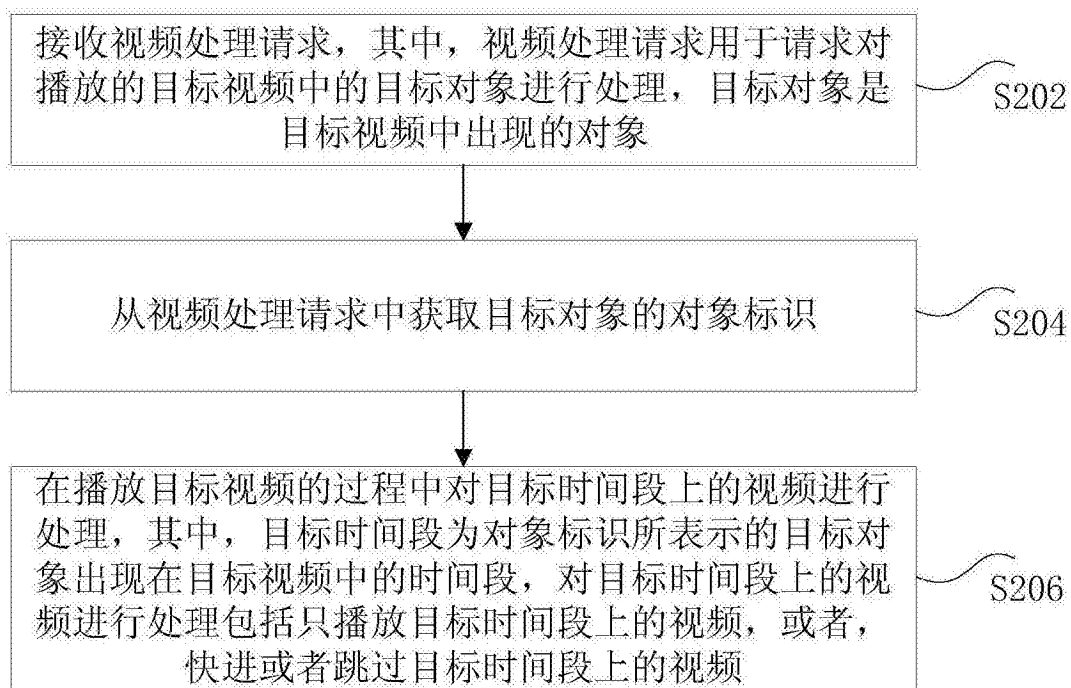 接收视频处理请求，其中，视频处理请求用于请求对
播放的目标视频中的目标对象进行处理，目标对象是
目标视频中出现的对象
S202
从视频处理请求中获取目标对象的对象标识
S204
在播放目标视频的过程中对目标时间段上的视频进行
处理，其中，目标时间段为对象标识所表示的目标对
象出现在目标视频中的时间段，对目标时间段上的视
频进行处理包括只播放目标时间段上的视频，或者，
快进或者跳过目标时间段上的视频
S206